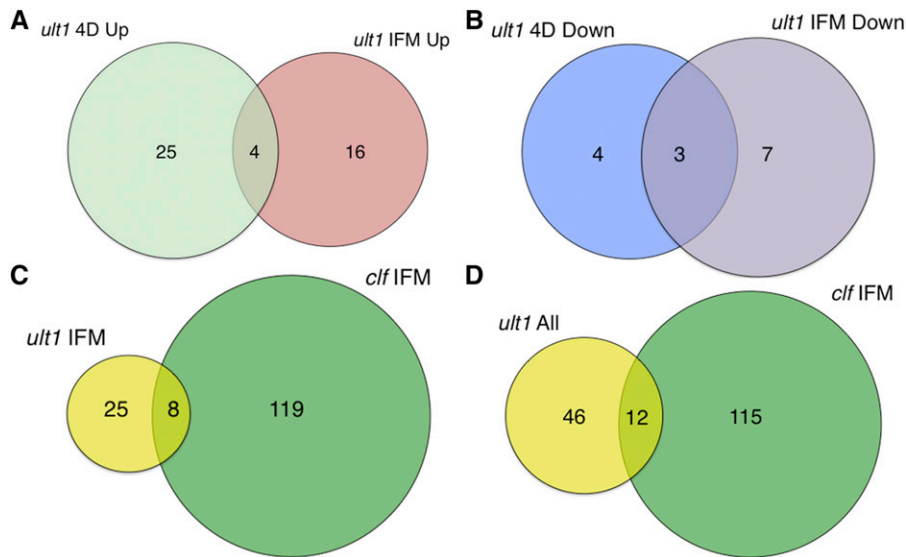 A
ult1 4D Up
ult1 IFM Up
25
4
16
B
ult1 4D Down
ult1 IFM Down
4
3
7
C
clf IFM
ult1 IFM
25
8
119
D
clf IFM
ult1 All
46
12
115